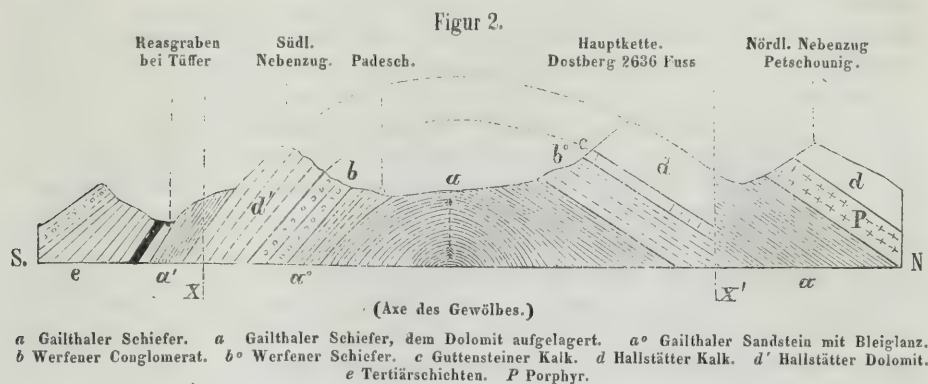 Figur 2.
Reasgraben
bei Tüffer
Südl.
Nebenzug.
Padesch.
Hauptkette.
Dostberg 2636 Fuss
Nördl. Nebenzug
Petschounig.
b
a
b° c
d
d
d'
P
S.
N
e
a'
X
a°
X'
a
(Axe des Gewölbes.)
a Gailthaler Schiefer. a Gailthaler Schiefer, dem Dolomit aufgelagert. a° Gailthaler Sandstein mit Bleiglanz.
b Werfener Conglomerat. b° Werfener Schiefer. c Guttensteiner Kalk. d Hallstätter Kalk. d' Hallstätter Dolomit.
e Tertiärschichten. P Porphyr.